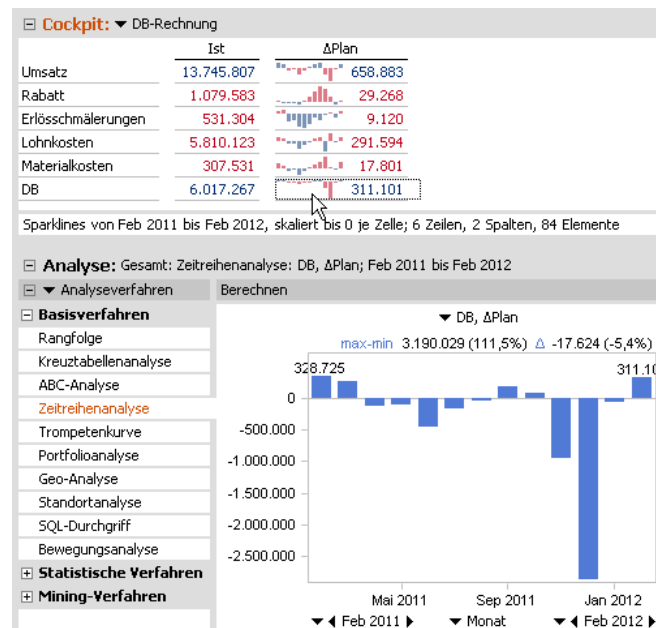 Cockpit: DB-Rechnung
Ist ΔPlan
Umsatz 13.745.807 658.883
Rabatt 1.079.583 29.268
Erlösschmälerungen 531.304 9.120
Lohnkosten 5.810.123 291.594
Materialkosten 307.531 17.801
DB 6.017.267 311.101
Sparklines von Feb 2011 bis Feb 2012, skaliert bis 0 je Zelle; 6 Zeilen, 2 Spalten, 84 Elemente
Analyse: Gesamt: Zeitreihenanalyse: DB, ΔPlan; Feb 2011 bis Feb 2012
Analyseverfahren
Basisverfahren
Rangfolge
Kreuztabellenanalyse
ABC-Analyse
Zeitreihenanalyse
Trompetenkurve
Portfolioanalyse
Geo-Analyse
Standortanalyse
SQL-Durchgriff
Bewegungsanalyse
Statistische Verfahren
Mining-Verfahren
Berechnen
DB, ΔPlan
max-min 3.190.029 (111,5%) Δ -17.624 (-5,4%)
328.725 311.10
0
-500.000
-1.000.000
-1.500.000
-2.000.000
-2.500.000
Mai 2011 Sep 2011 Jan 2012
Feb 2011 Monat Feb 2012